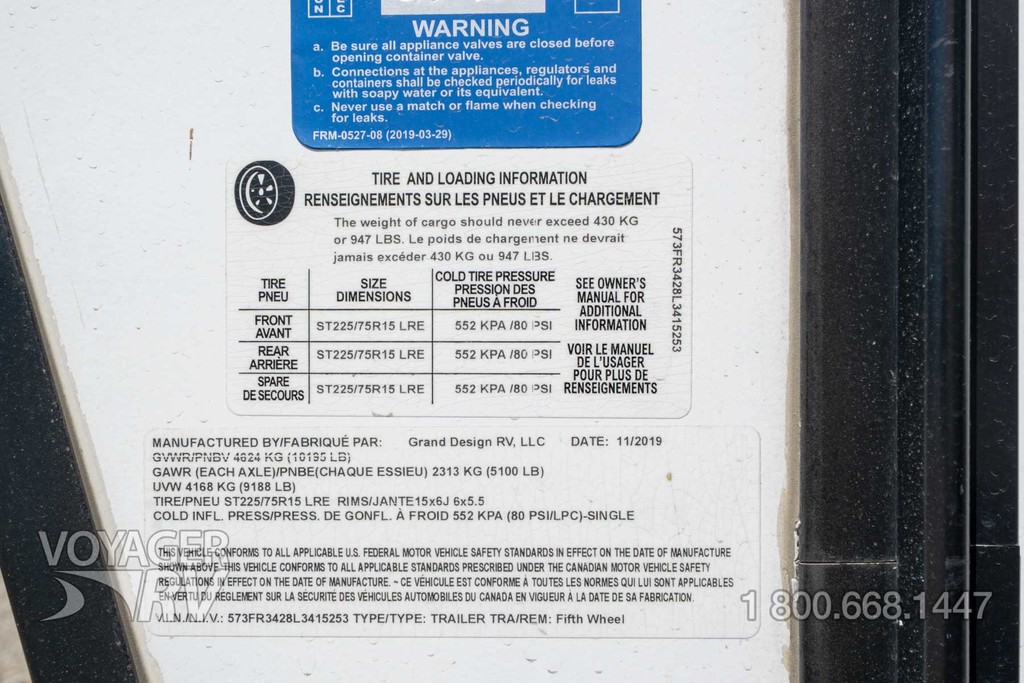 WARNING
a. Be sure all appliance valves are closed before
opening container valve.
b. Connections at the appliances, regulators and
containers shall be checked periodically for leaks
with soapy water or its equivalent.
c. Never use a match or flame when checking
for leaks.
FRM-0527-08 (2019-03-29)
TIRE AND LOADING INFORMATION
RENSEIGNEMENTS SUR LES PNEUS ET LE CHARGEMENT
The weight of cargo should never exceed 430 KG
or 947 LBS. Le poids de chargement ne devrait
jamais excéder 430 KG ou 947 LBS.
TIRE
PNEU
SIZE
DIMENSIONS
COLD TIRE PRESSURE
PRESSION DES
PNEUS À FROID
SEE OWNER'S
MANUAL FOR
ADDITIONAL
INFORMATION
FRONT
AVANT
ST225/75R15 LRE
552 KPA /80 PSI
REAR
ARRIÈRE
ST225/75R15 LRE
552 KPA /80 PSI
VOIR LE MANUEL
DE L'USAGER
POUR PLUS DE
RENSEIGNEMENTS
SPARE
DE SECOURS
ST225/75R15 LRE
552 KPA /80 PSI
573FR3428L3415253
MANUFACTURED BY/FABRIQUÉ PAR: Grand Design RV, LLC DATE: 11/2019
GVWR/PNBV 4624 KG (10195 LB)
GAWR (EACH AXLE)/PNBE(CHAQUE ESSIEU) 2313 KG (5100 LB)
UVW 4168 KG (9188 LB)
TIRE/PNEU ST225/75R15 LRE RIMS/JANTE15x6J 6x5.5
COLD INFL. PRESS/PRESS. DE GONFL. À FROID 552 KPA (80 PSI/LPC)-SINGLE
THIS VEHICLE CONFORMS TO ALL APPLICABLE U.S. FEDERAL MOTOR VEHICLE SAFETY STANDARDS IN EFFECT ON THE DATE OF MANUFACTURE
SHOWN ABOVE. THIS VEHICLE CONFORMS TO ALL APPLICABLE STANDARDS PRESCRIBED UNDER THE CANADIAN MOTOR VEHICLE SAFETY
REGULATIONS IN EFFECT ON THE DATE OF MANUFACTURE. - CE VÉHICULE EST CONFORME À TOUTES LES NORMES QUI LUI SONT APPLICABLES
EN VERTU DU RÈGLEMENT SUR LA SÉCURITÉ DES VÉHICULES AUTOMOBILES DU CANADA EN VIGUEUR À LA DATE DE SA FABRICATION.
V.I.N./N.I.V.: 573FR3428L3415253 TYPE/TYPE: TRAILER TRA/REM: Fifth Wheel
VOYAGER
RV
1 800.668.1447